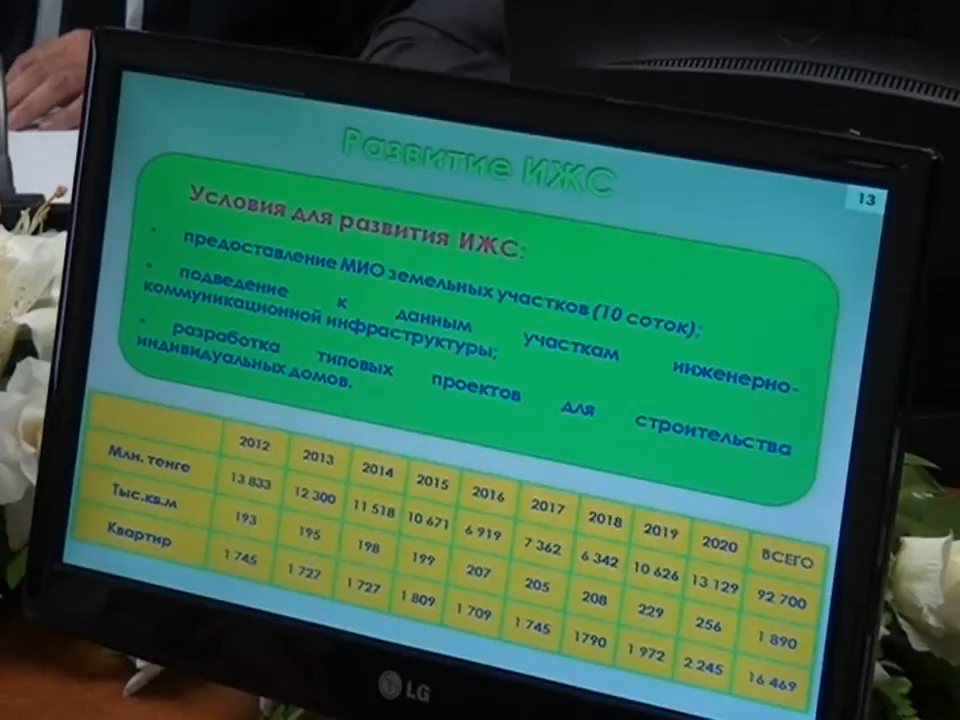 Развитие ИЖС
13
Условия для развития ИЖС:
- предоставление МИО земельных участков (10 соток);
- подведение к данным участкам инженерно-
коммуникационной инфраструктуры;
- разработка типовых проектов для строительства
индивидуальных домов.
2012 2013 2014 2015 2016 2017 2018 2019 2020 ВСЕГО
Млн. тенге 13 833 12 300 11 518 10 671 6 919 7 362 6 342 10 626 13 129 92 700
Тыс.кв.м 193 195 198 199 207 205 208 229 256 1 890
Квартир 1 745 1 727 1 727 1 809 1 709 1 745 1790 1 972 2 245 16 469
LG